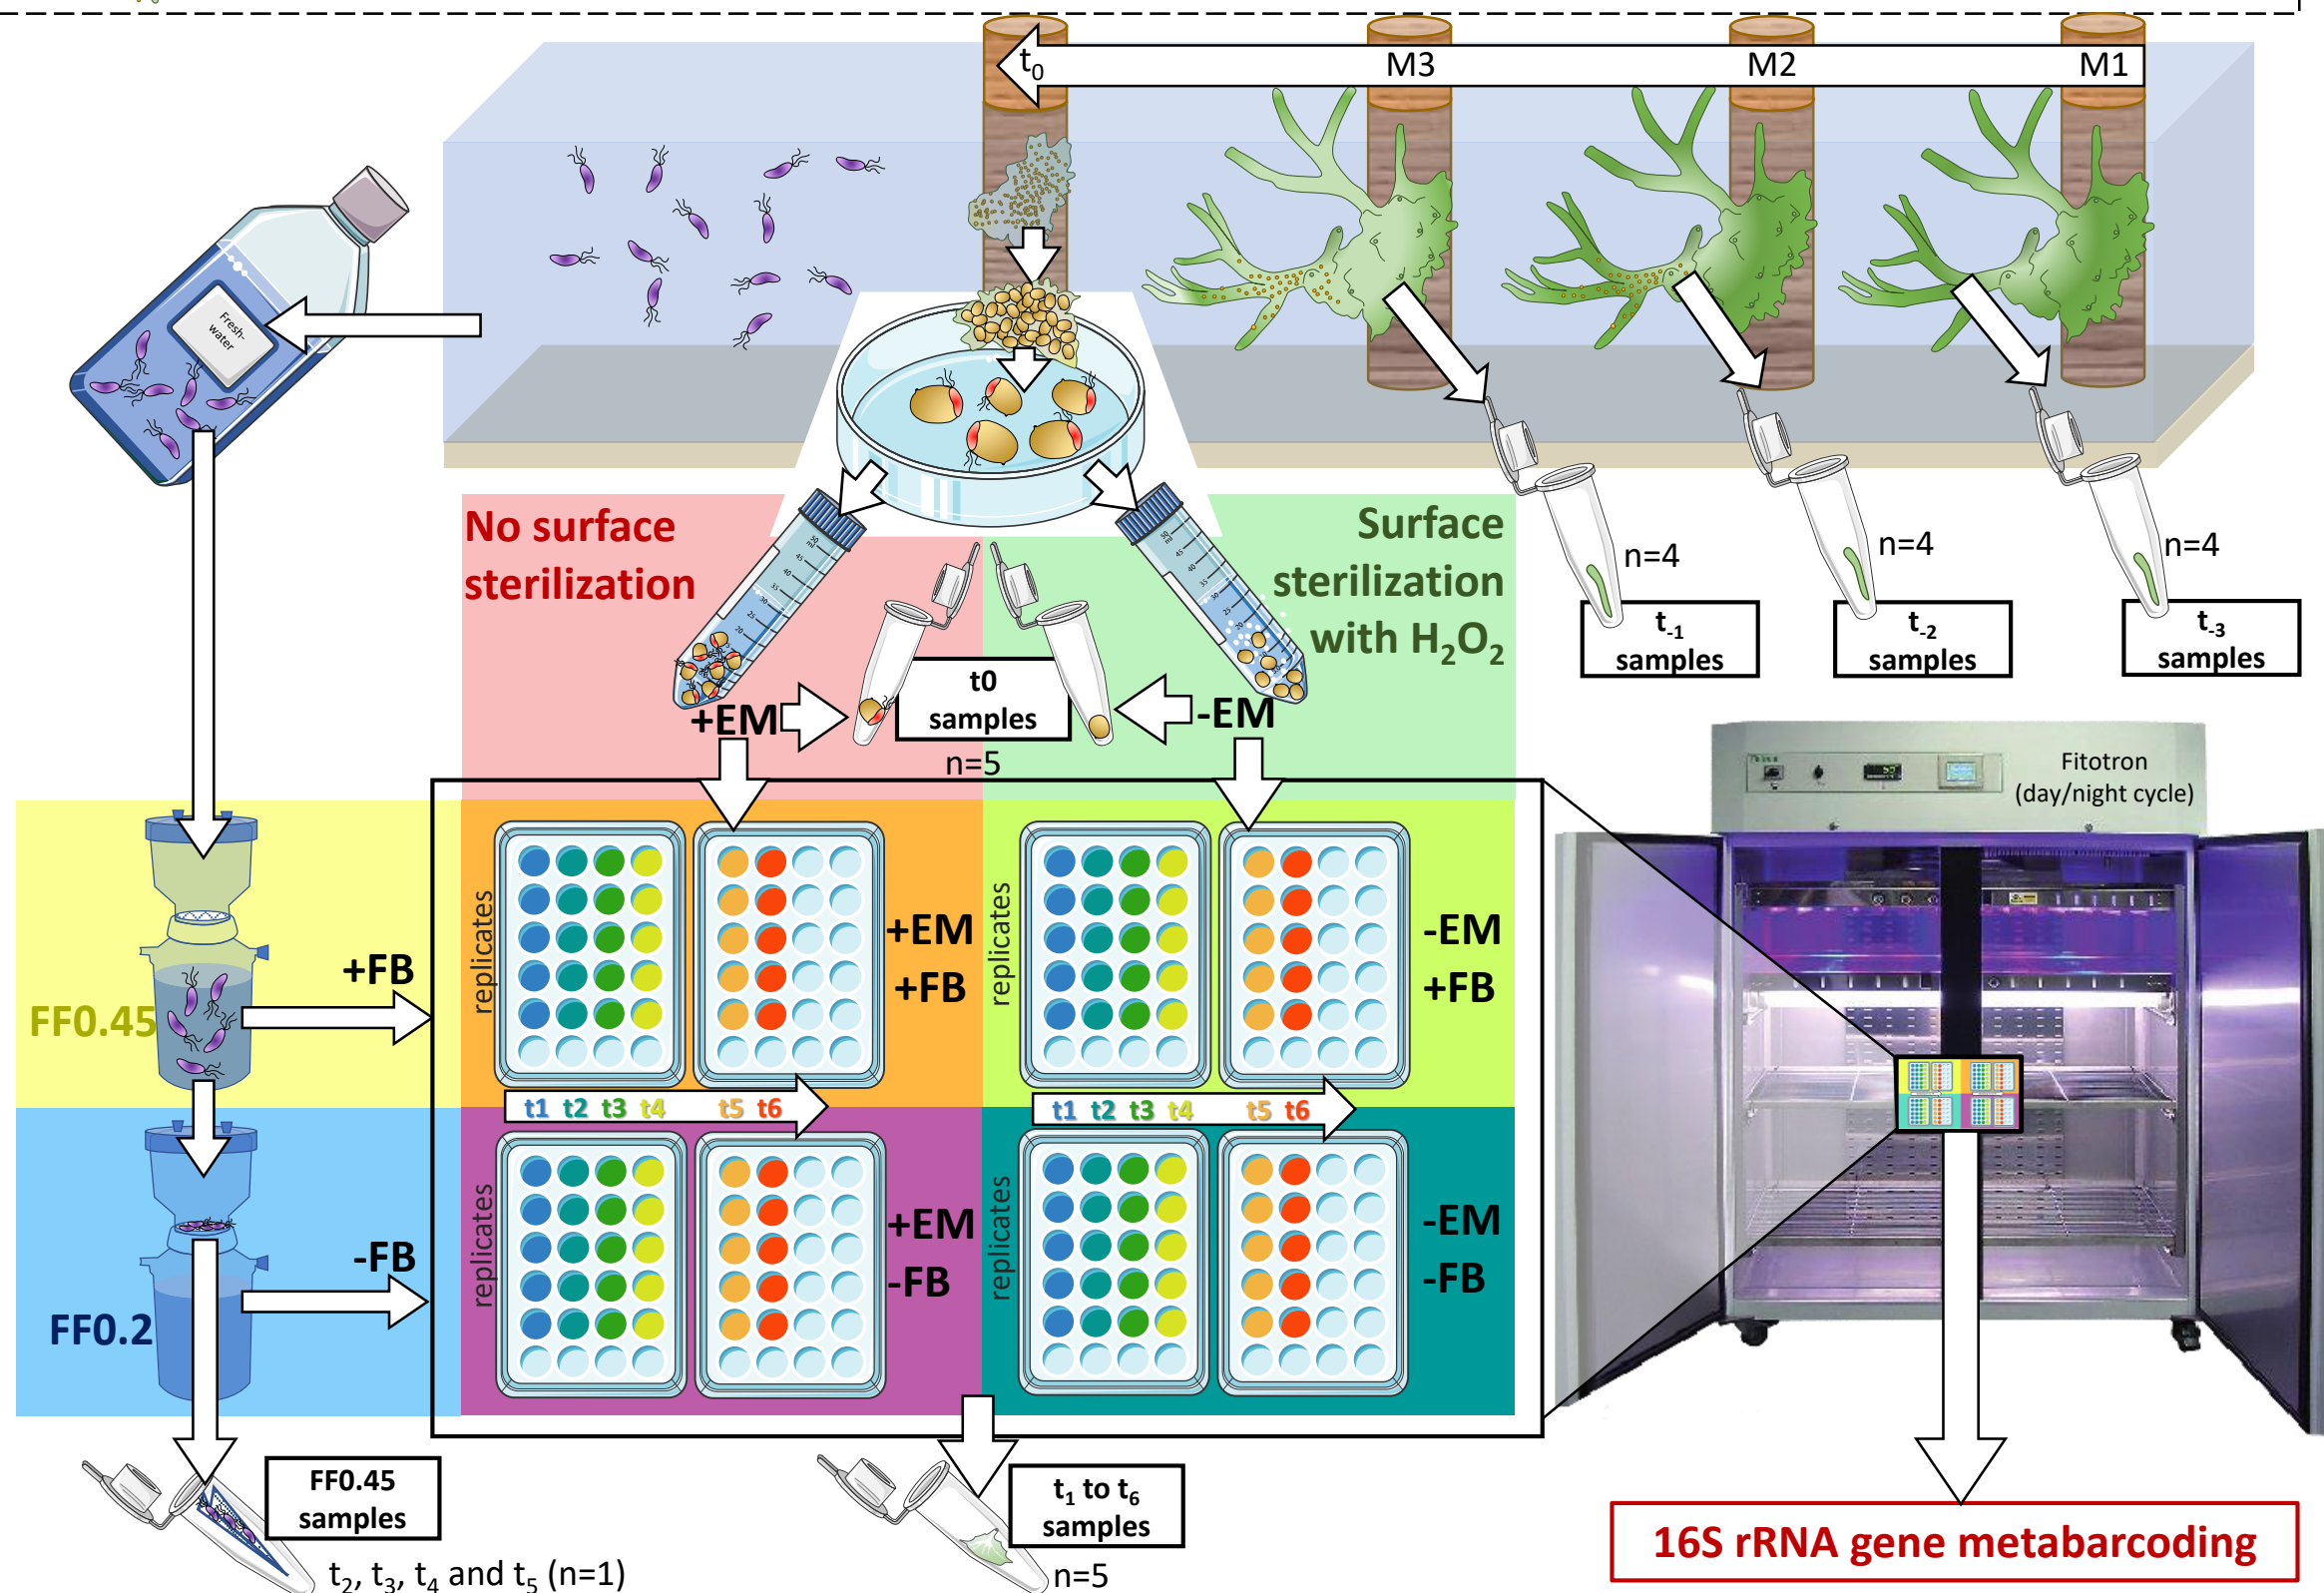 t0 M3 M2 M1
Fresh-
water
No surface
sterilization
Surface
sterilization
with H2O2
n=4
n=4
n=4
t-1
samples
t-2
samples
t-3
samples
+EM
t0
samples
-EM
n=5
Fitotron
(day/night cycle)
FF0.45
+FB
replicates
+EM
+FB
replicates
-EM
+FB
t1 t2 t3 t4 t5 t6
t1 t2 t3 t4 t5 t6
FF0.2
-FB
replicates
+EM
-FB
replicates
-EM
-FB
FF0.45
samples
t2, t3, t4 and t5 (n=1)
t1 to t6
samples
n=5
16S rRNA gene metabarcoding